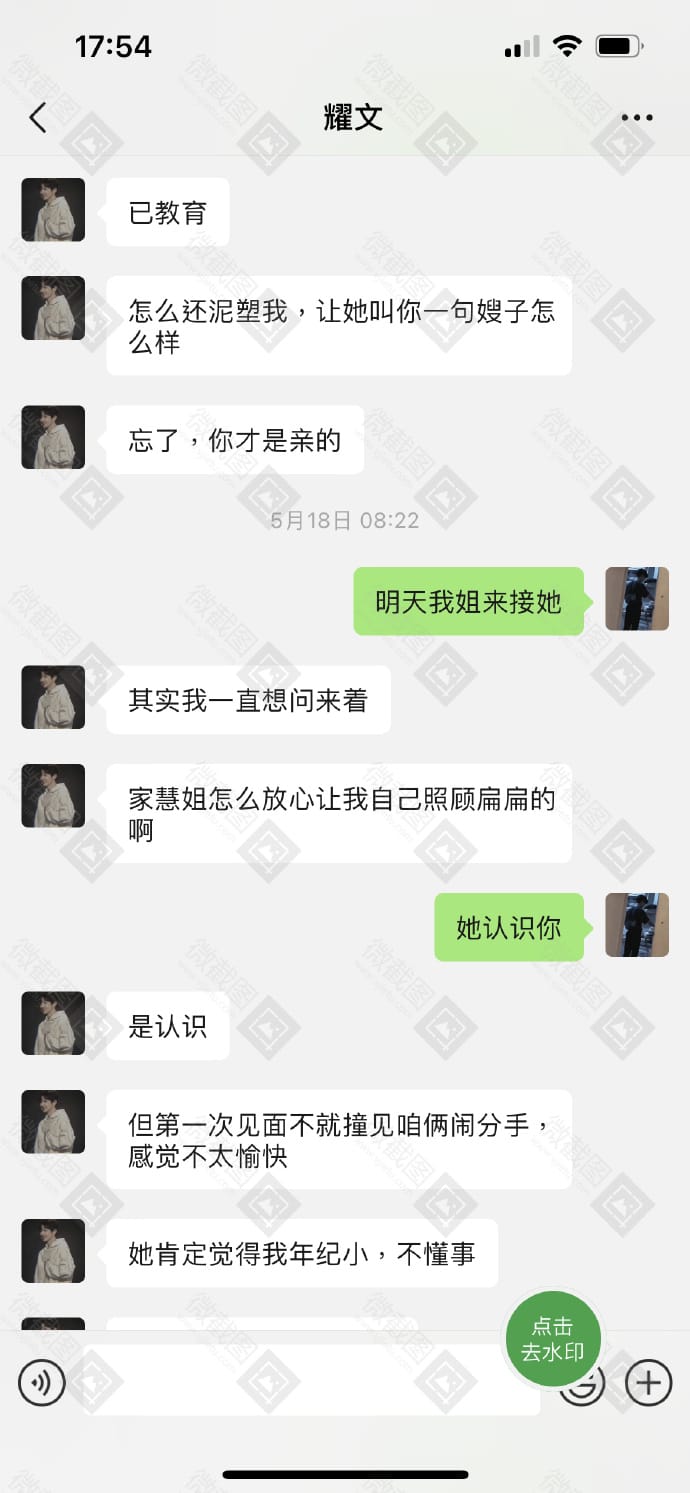 17:54
耀文
已教育
怎么还泥塑我，让她叫你一句嫂子怎
么样
忘了，你才是亲的
5月18日 08:22
明天我姐来接她
其实我一直想问来着
家慧姐怎么放心让我自己照顾扁扁的
啊
她认识你
是认识
但第一次见面不就撞见咱俩闹分手，
感觉不太愉快
她肯定觉得我年纪小，不懂事
点击
去水印
微截图